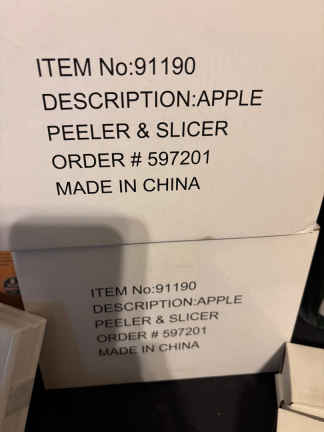 ITEM No:91190
DESCRIPTION:APPLE
PEELER & SLICER
ORDER # 597201
MADE IN CHINA
ITEM No:91190
DESCRIPTION:APPLE
PEELER & SLICER
ORDER # 597201
MADE IN CHINA